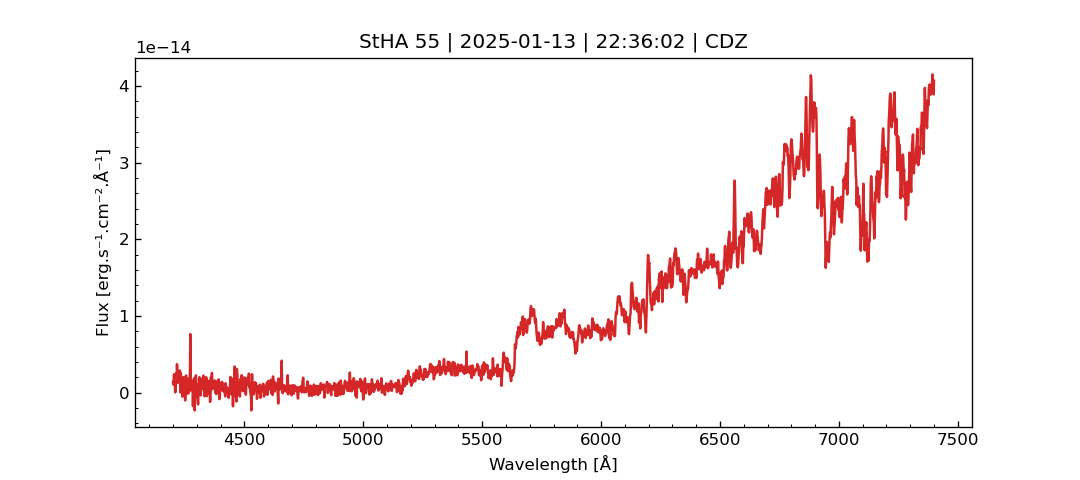 StHA 55 | 2025-01-13 | 22:36:02 | CDZ
1e−14
4
3
2
1
0
Flux [erg.s⁻¹.cm⁻².Å⁻¹]
4500 5000 5500 6000 6500 7000 7500
Wavelength [Å]